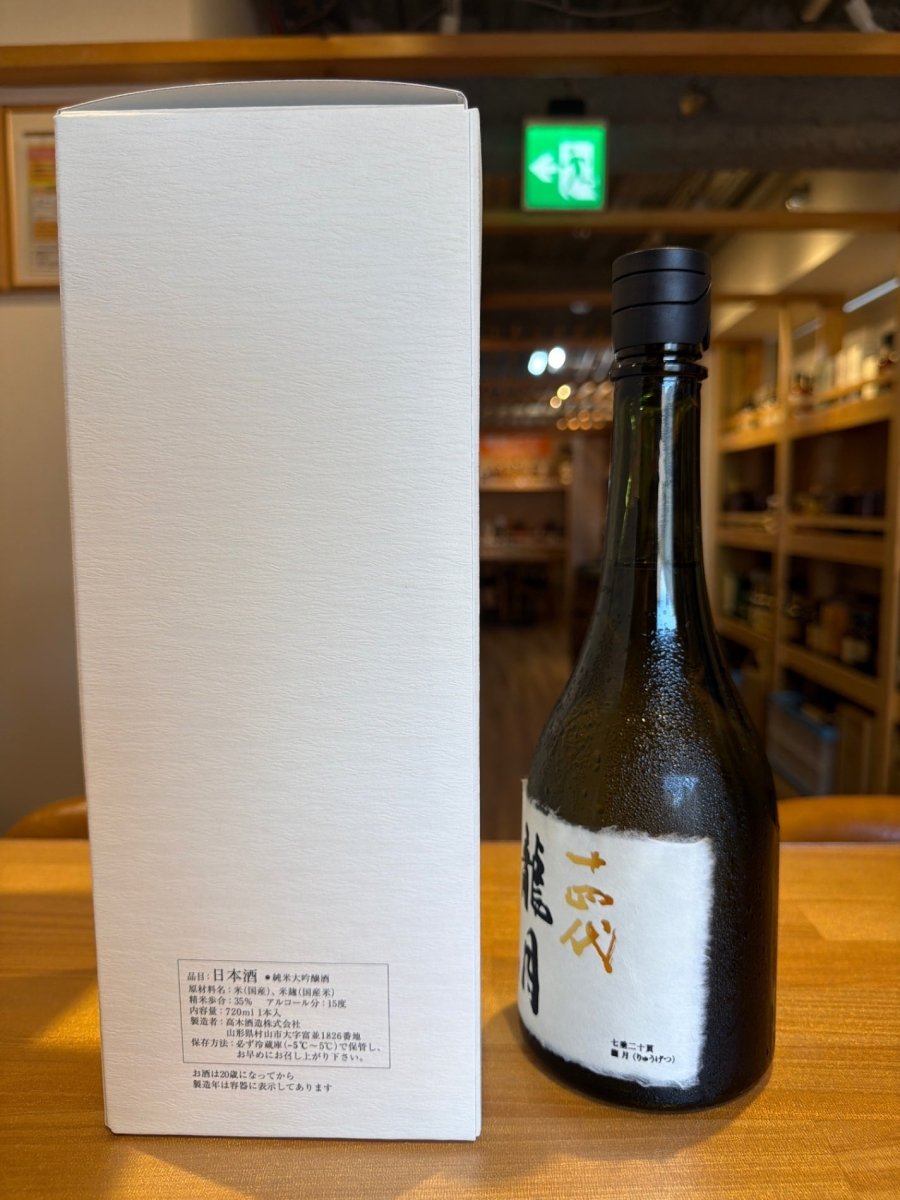 品目:日本酒 ●純米大吟醸酒
原材料名:米(国産)、米麹(国産米)
精米歩合:35% アルコール分:15度
内容量:720ml 1本入
製造者:高木酒造株式会社
山形県村山市大字富並1826番地
保存方法:必ず冷蔵庫(-5℃~5℃)で保管し、
お早めにお召し上がり下さい。
お酒は20歳になってから
製造年は容器に表示してあります
十四代
龍月
七垂二十貫
龍月(りゅうげつ)